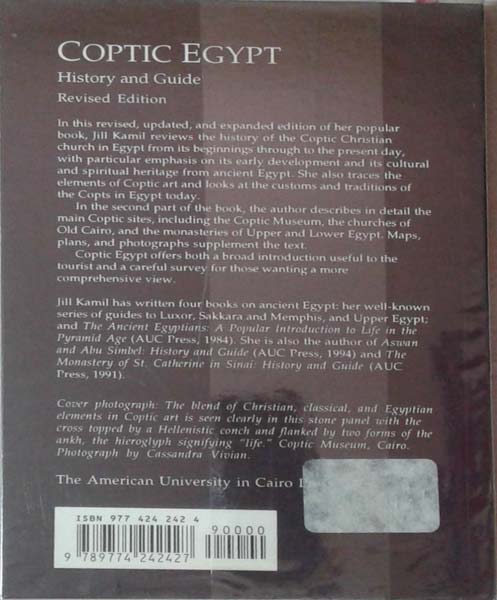 COPTIC EGYPT
History and Guide
Revised Edition
In this revised, updated, and expanded edition of her popular
book, Jill Kamil reviews the history of the Coptic Christian
church in Egypt from its beginnings through to the present day,
with particular emphasis on its early development and its cultural
and spiritual heritage from ancient Egypt. She also traces the
elements of Coptic art and looks at the customs and traditions of
the Copts in Egypt today.
In the second part of the book, the author describes in detail the
main Coptic sites, including the Coptic Museum, the churches of
Old Cairo, and the monasteries of Upper and Lower Egypt. Maps,
plans, and photographs supplement the text.
Coptic Egypt offers both a broad introduction useful to the
tourist and a careful survey for those wanting a more
comprehensive view.
Jill Kamil has written four books on ancient Egypt: her well-known
series of guides to Luxor, Sakkara and Memphis, and Upper Egypt;
and The Ancient Egyptians: A Popular Introduction to Life in the
Pyramid Age (AUC Press, 1984). She is also the author of Aswan
and Abu Simbel: History and Guide (AUC Press, 1994) and The
Monastery of St. Catherine in Sinai: History and Guide (AUC
Press, 1991).
Cover photograph: The blend of Christian, classical, and Egyptian
elements in Coptic art is seen clearly in this stone panel with the
cross topped by a Hellenistic conch and flanked by two forms of the
ankh, the hieroglyph signifying "life." Coptic Museum, Cairo.
Photograph by Cassandra Vivian.
The American University in Cairo
ISBN 977 424 242 4
90000
9 789774 242427